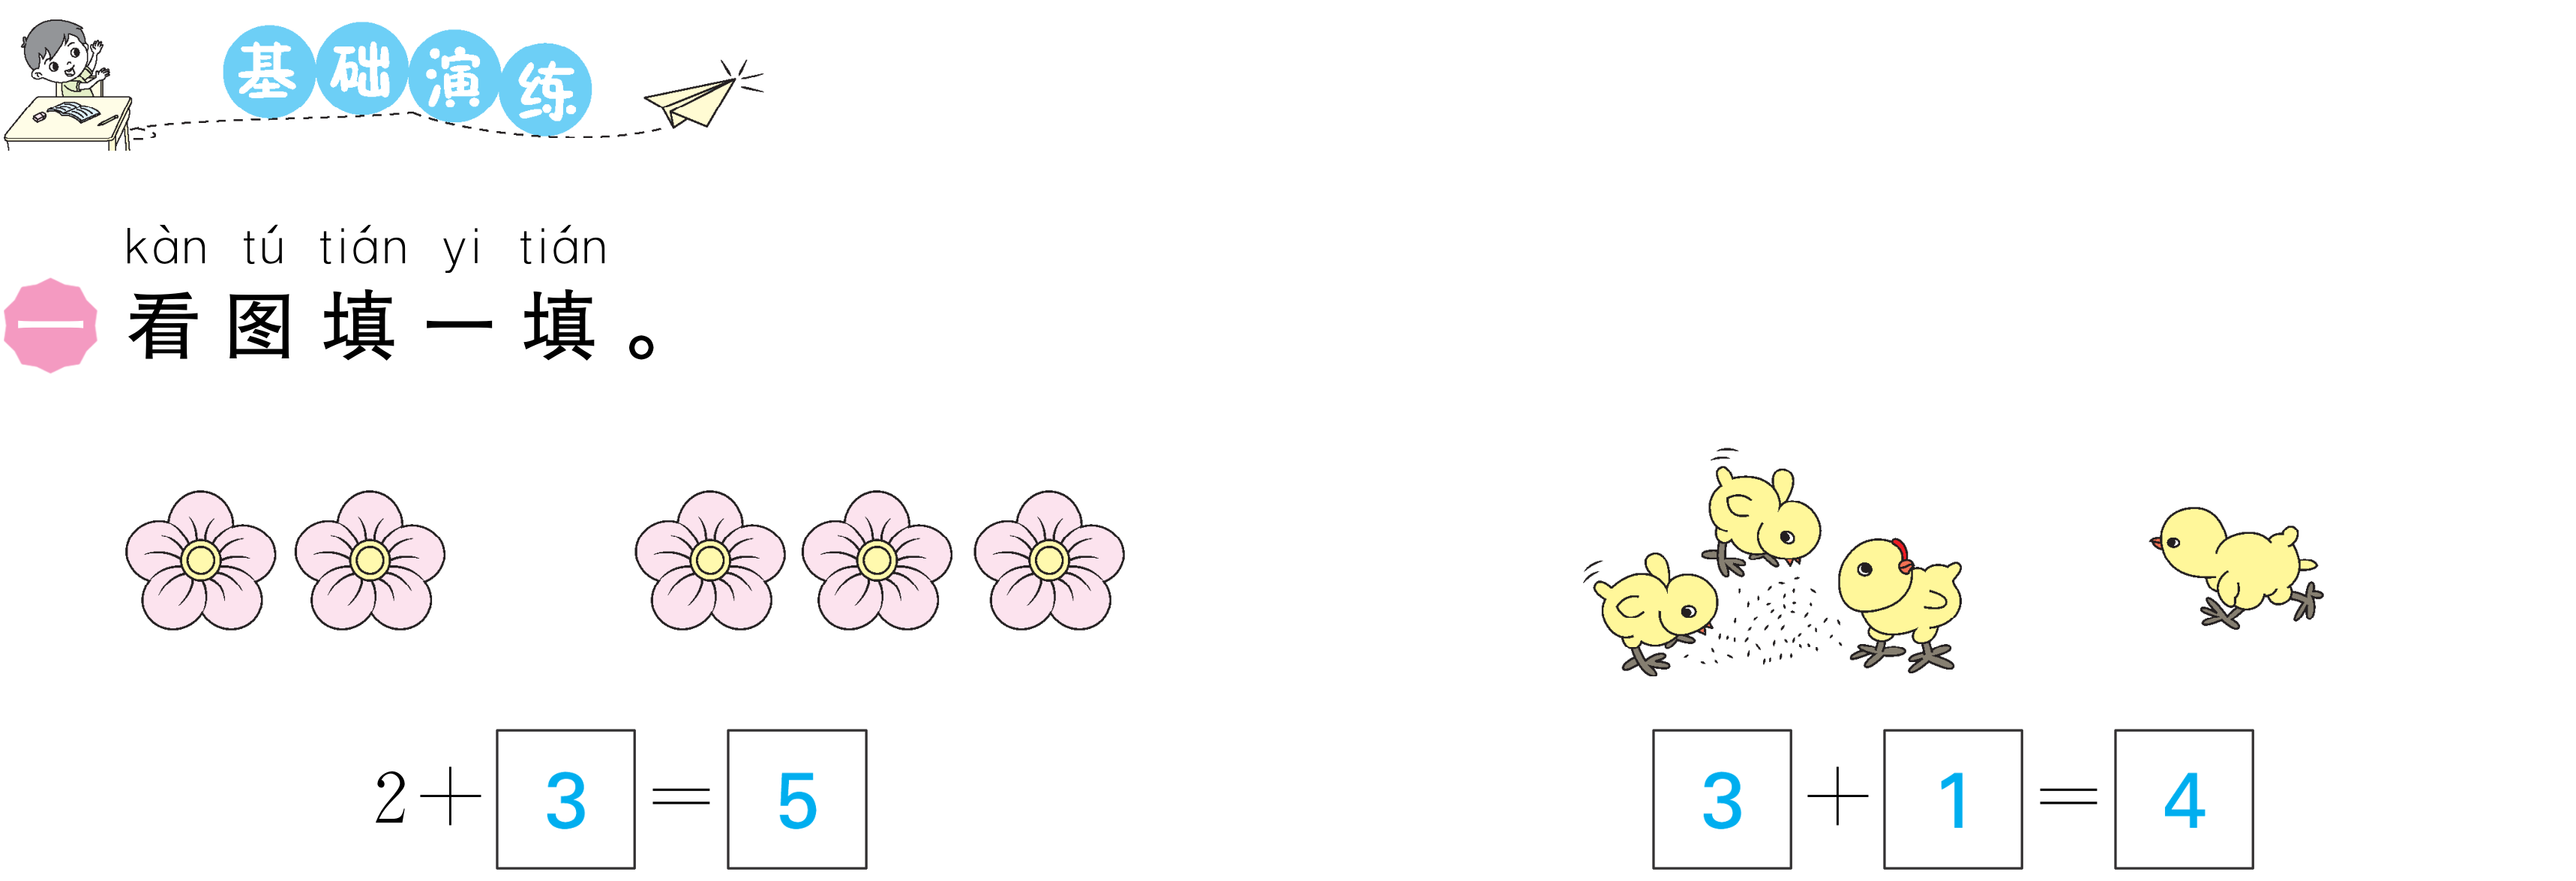 基础演练
kàn tú tián yi tián
一 看图填一填。
2+3=5
3+1=4